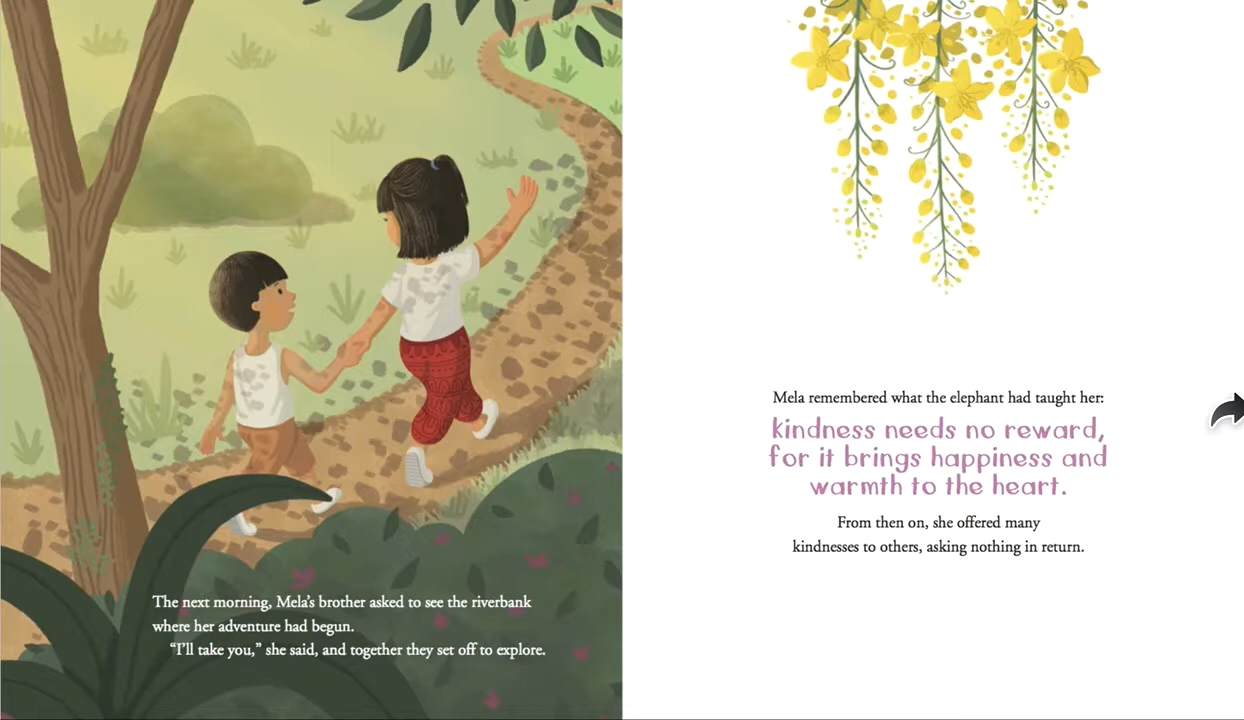 The next morning, Mela's brother asked to see the riverbank
where her adventure had begun.
“I'll take you,” she said, and together they set off to explore.
Mela remembered what the elephant had taught her:
kindness needs no reward,
for it brings happiness and
warmth to the heart.
From then on, she offered many
kindnesses to others, asking nothing in return.